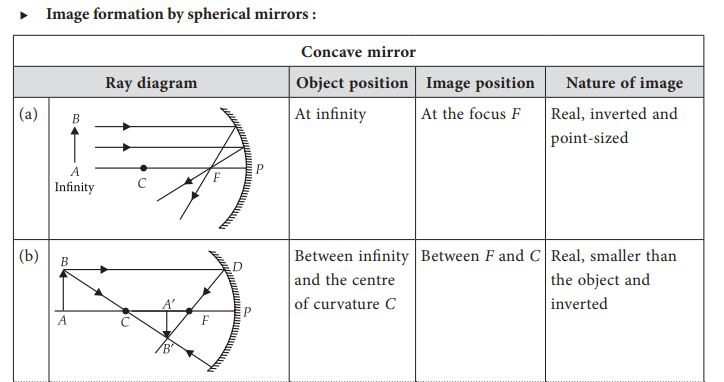 ► Image formation by spherical mirrors :
Concave mirror
Ray diagram Object position Image position Nature of image
(a)
B
A
Infinity
C
F
P
At infinity
At the focus F
Real, inverted and
point-sized
(b)
B
D
A
C
A'
F
P
B'
Between infinity
and the centre
of curvature C
Between F and C
Real, smaller than
the object and
inverted